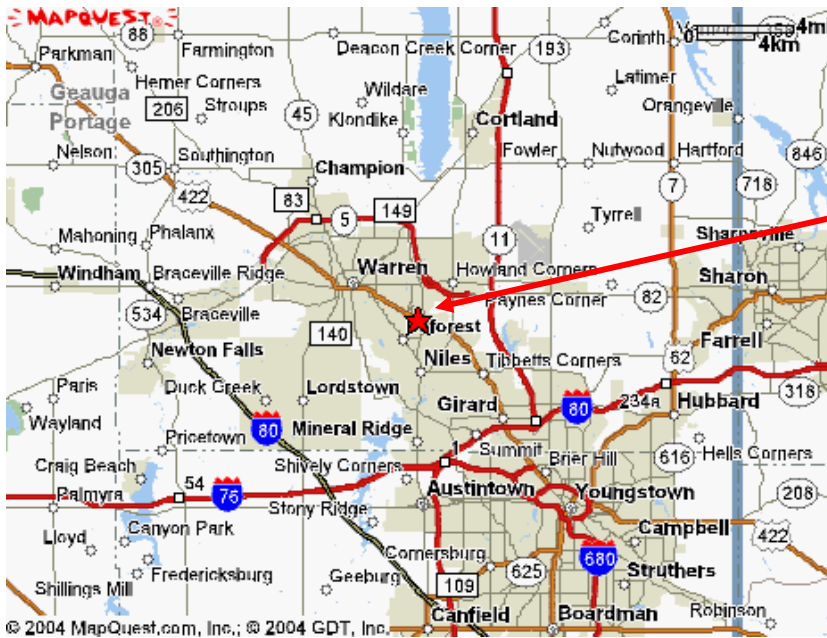 MAPQUEST
88
Farmington
Deacon Creek Corner
193
Corinth
4mi
4km
Parkman
Hemer Corners
Wildare
Latimer
Geauga
Portage
206
Stroups
45
Klondike
Cortland
Orangeville
Nelson
305
Southington
Champion
Fowler
Nutwood
Hartford
846
422
83
149
7
718
5
11
Tyrrell
Mahoning
Phalanx
Windham
Braceville Ridge
Warren
Howland Corners
Sharon
Paynes Corner
82
534
Braceville
140
forest
Farrell
62
Newton Falls
Niles
Tibbetts Corners
Paris
Duck Creek
Lordstown
318
Wayland
80
Girard
80
234a
Hubbard
Pricetown
Mineral Ridge
Summit
1
616
Hells Corners
Craig Beach
Shively Corners
Brier Hill
54
76
Austintown
Youngstown
208
Palmyra
Stony Ridge
Lloyd
Canyon Park
Campbell
422
Cornersburg
680
Fredericksburg
625
Struthers
Shillings Mill
Geeburg
109
Robinson
Canfield
Boardman
© 2004 MapQuest.com, Inc.; © 2004 GDT, Inc.